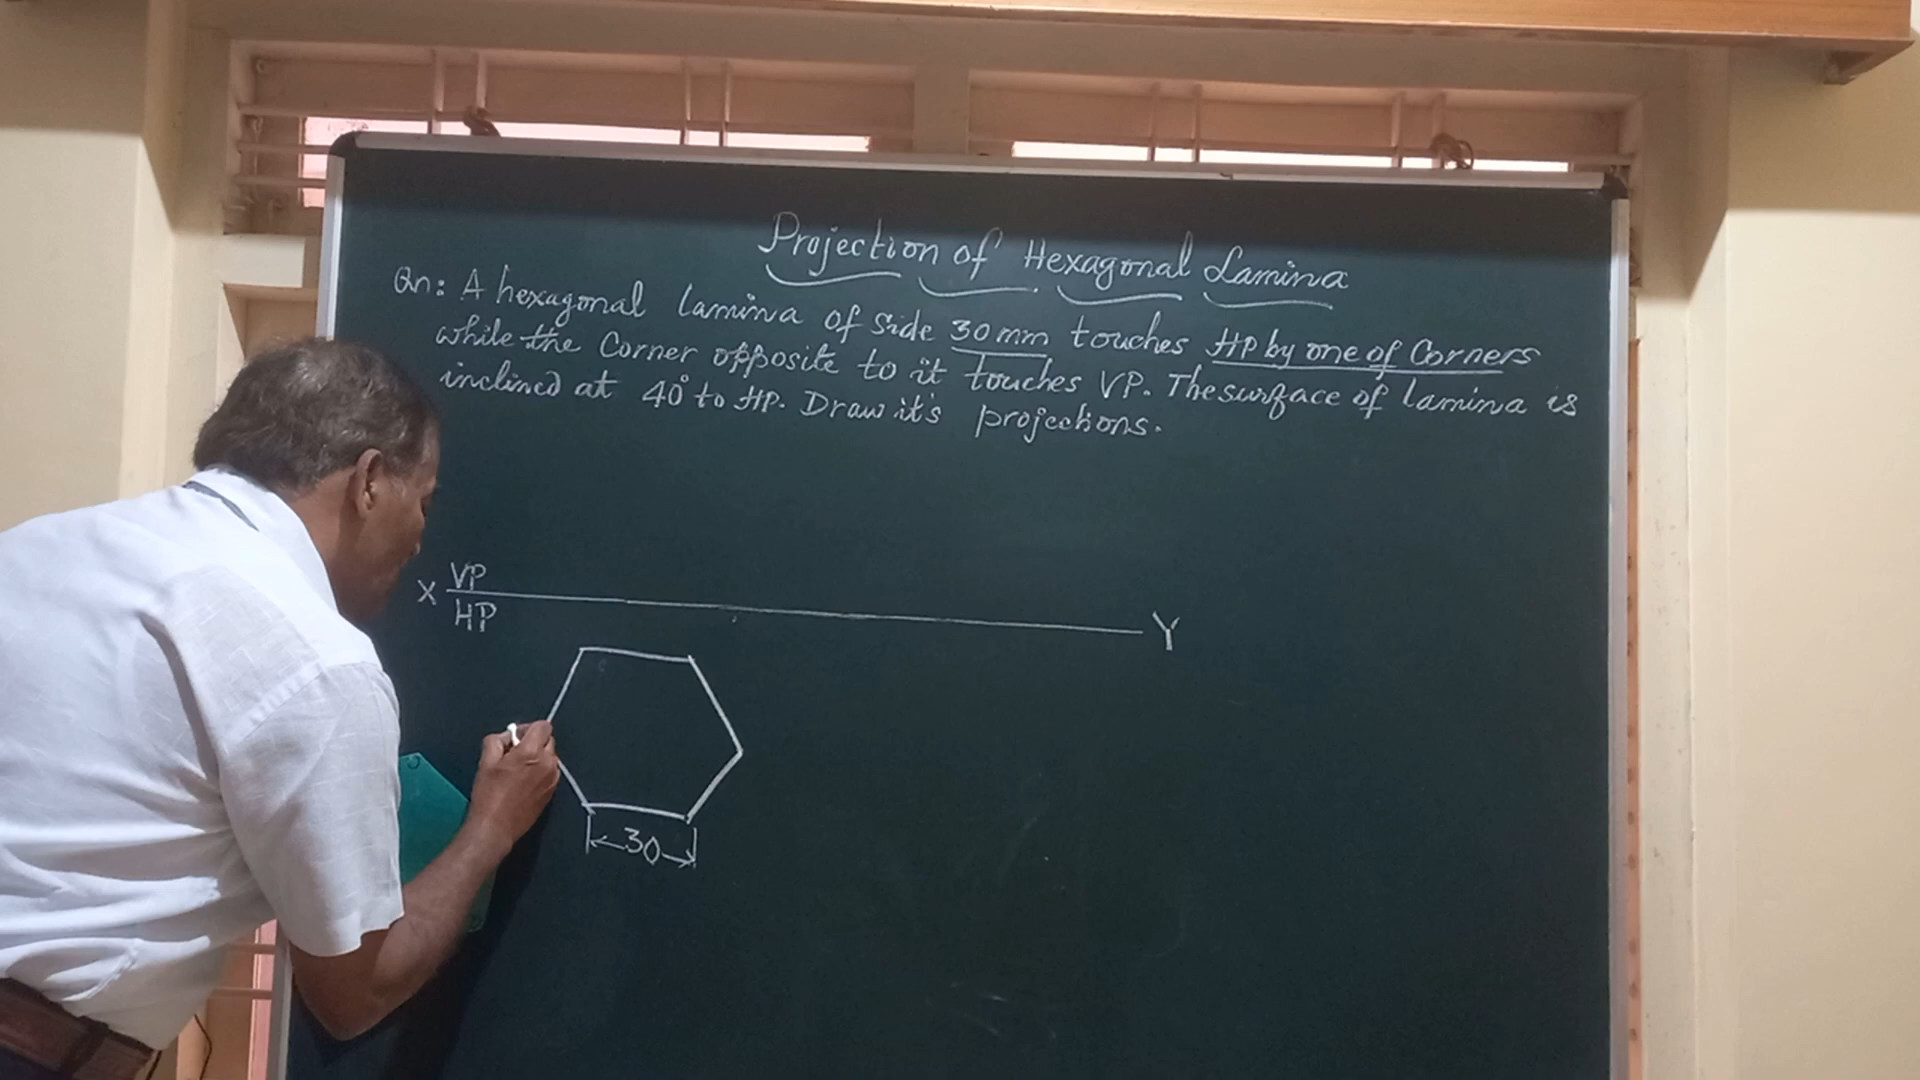 Projection of Hexagonal Lamina
Qn: A hexagonal lamina of side 30mm touches HP by one of Corners
while the Corner opposite to it touches VP. The surface of lamina is
inclined at 40° to HP. Draw it's projections.
VP
X Y
HP
30